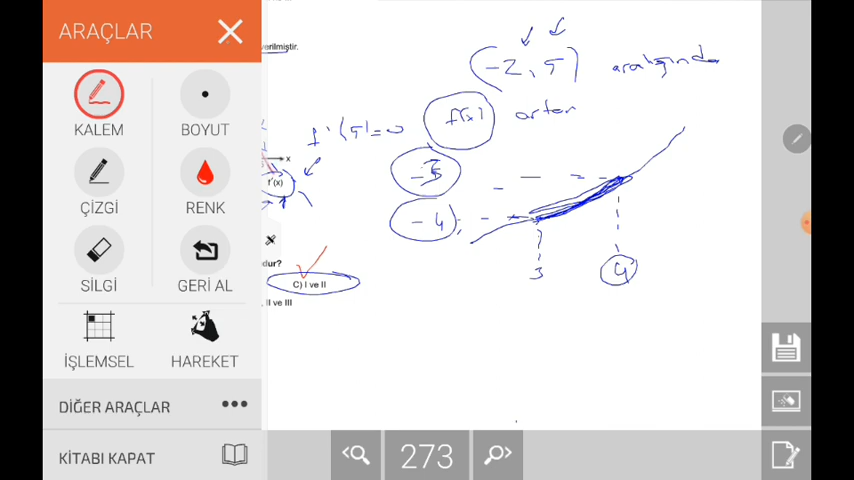 ARAÇLAR
KALEM
BOYUT
ÇİZGİ
RENK
SİLGİ
GERİ AL
İŞLEMSEL
HAREKET
DİĞER ARAÇLAR
KİTABI KAPAT
verilmiştir.
(-2, 5) aralığında
f'(5)=0 f(x) artan
x
f'(x)
-3
-4
3 4
dur?
C) I ve II
II ve III
273